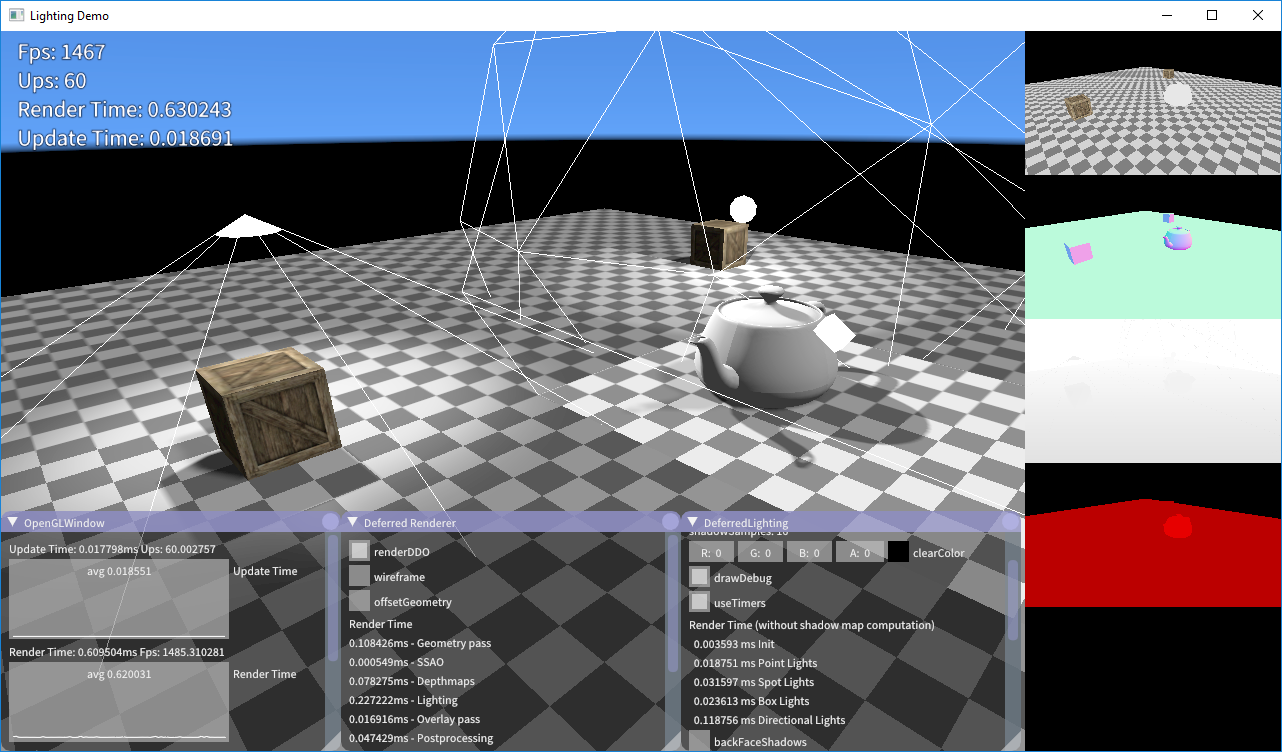 Lighting Demo
Fps: 1467
Ups: 60
Render Time: 0.630243
Update Time: 0.018691
OpenGLWindow
Update Time: 0.017798ms Ups: 60.002757
avg 0.018551
Update Time
Render Time: 0.609504ms Fps: 1485.310281
avg 0.620031
Render Time
Deferred Renderer
renderDDO
wireframe
offsetGeometry
Render Time
0.108426ms - Geometry pass
0.000549ms - SSAO
0.078275ms - Depthmaps
0.227222ms - Lighting
0.016916ms - Overlay pass
0.047429ms - Postprocessing
DeferredLighting
shadowSamples: 16
R: 0 G: 0 B: 0 A: 0 clearColor
drawDebug
useTimers
Render Time (without shadow map computation)
0.003593 ms Init
0.018751 ms Point Lights
0.031597 ms Spot Lights
0.023613 ms Box Lights
0.118756 ms Directional Lights
backFaceShadows